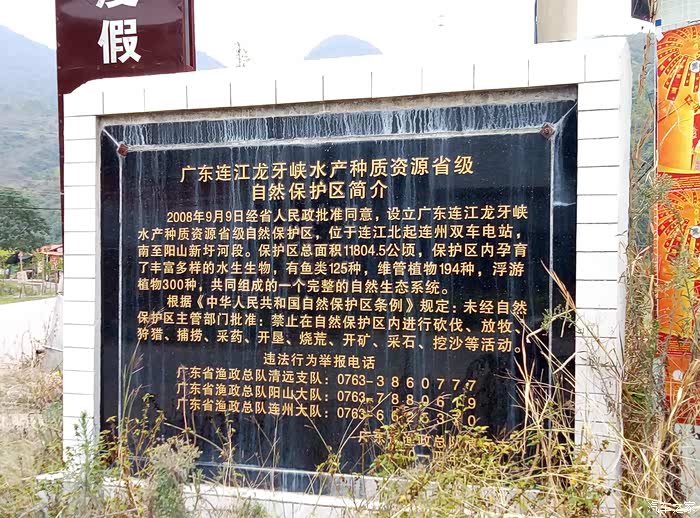 假
广东连江龙牙峡水产种质资源省级
自然保护区简介
2008年9月9日经省人民政批准同意,设立广东连江龙牙峡
水产种质资源省级自然保护区,位于连江北起连州双车电站,
南至阳山新圩河段。保护区总面积11804.5公顷,保护区内孕育
了丰富多样的水生生物,有鱼类125种,维管植物194种,浮游
植物300种,共同组成的一个完整的自然生态系统。
根据《中华人民共和国自然保护区条例》规定:未经自然
保护区主管部门批准:禁止在自然保护区内进行砍伐、放牧、
狩猎、捕捞、采药、开垦、烧荒、开矿、采石、挖沙等活动。
违法行为举报电话
广东省渔政总队清远支队:0763-3860777
广东省渔政总队阳山大队:0763-7880619
广东省渔政总队连州大队:0763-6625
渔政总队
汽车之家